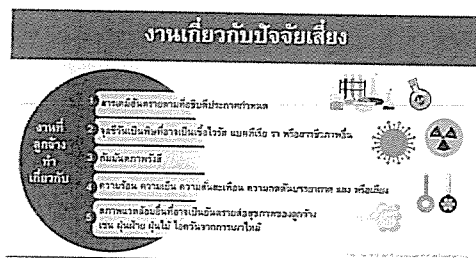 งานเกี่ยวกับปัจจัยเสี่ยง
งานที่
ลูกจ้าง
ทำ
เกี่ยวกับ
1 สารเคมีอันตรายตามที่อธิบดีประกาศกำหนด
2 จุลชีวันเป็นพิษที่อาจเป็นเชื้อไวรัส แบคทีเรีย รา หรือสารชีวภาพอื่น
3 กัมมันตภาพรังสี
4 ความร้อน ความเย็น ความสั่นสะเทือน ความกดดันบรรยากาศ แสง หรือเสียง
5 สภาพแวดล้อมอื่นที่อาจเป็นอันตรายต่อสุขภาพของลูกจ้าง
เช่น ฝุ่นฝ้าย ฝุ่นไม้ ไอควันจากการเผาไหม้